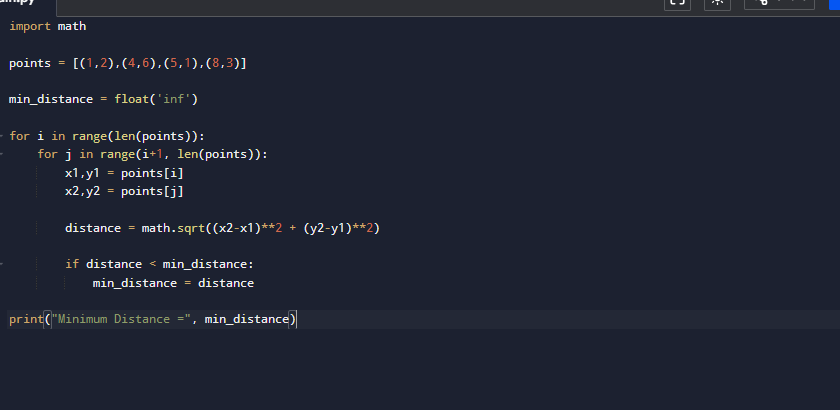 import math
points = [(1,2),(4,6),(5,1),(8,3)]
min_distance = float('inf')
for i in range(len(points)):
    for j in range(i+1, len(points)):
        x1,y1 = points[i]
        x2,y2 = points[j]
        distance = math.sqrt((x2-x1)**2 + (y2-y1)**2)
        if distance < min_distance:
            min_distance = distance
print("Minimum Distance =", min_distance)